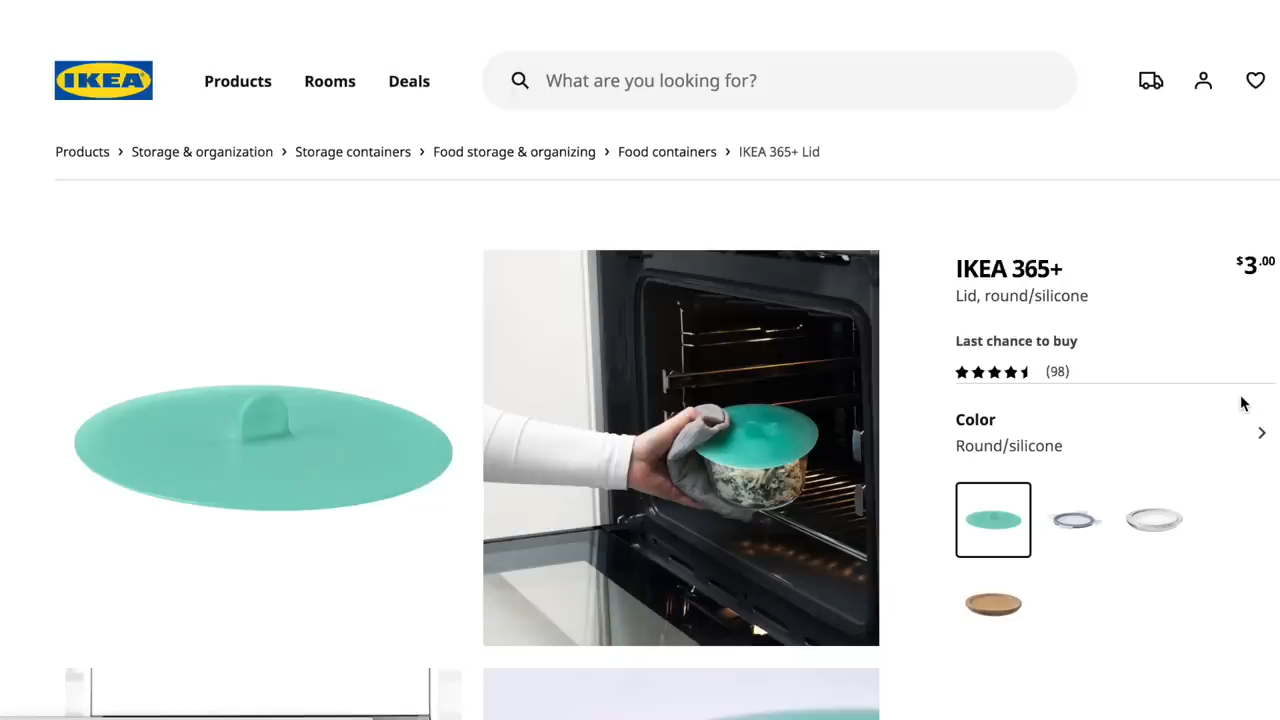 IKEA
Products Rooms Deals
What are you looking for?
Products > Storage & organization > Storage containers > Food storage & organizing > Food containers > IKEA 365+ Lid
IKEA 365+
$3.00
Lid, round/silicone
Last chance to buy
(98)
Color
Round/silicone